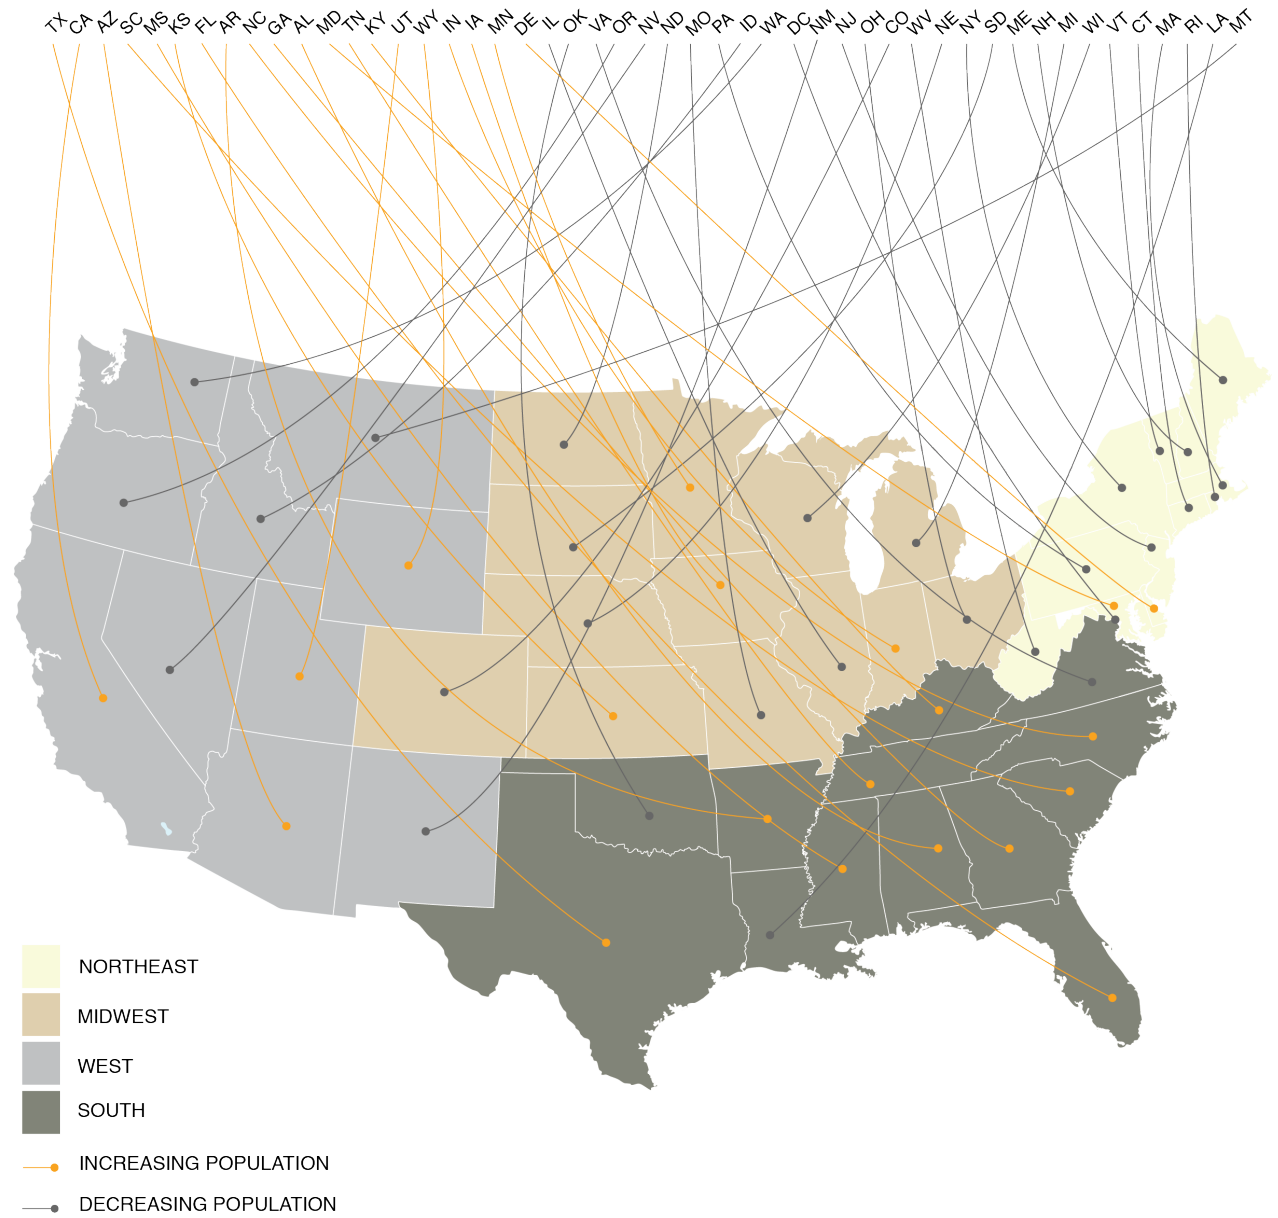 TX CA AZ SC MS KS FL AR NC GA AL MD TN KY UT WY IN IA MN DE IL OK VA OR NV ND MO PA ID WA DC NM NJ OH CO WV NE NY SD ME NH MI WI VT CT MA RI LA MT
NORTHEAST
MIDWEST
WEST
SOUTH
INCREASING POPULATION
DECREASING POPULATION